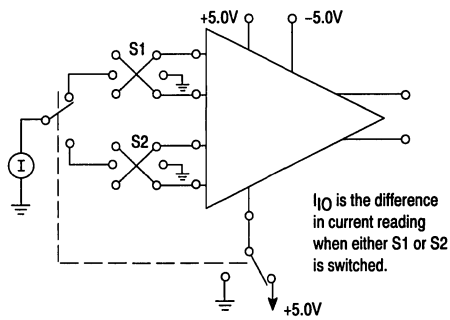 +5.0V
–5.0V
S1
S2
I
IIO is the difference
in current reading
when either S1 or S2
is switched.
+5.0V